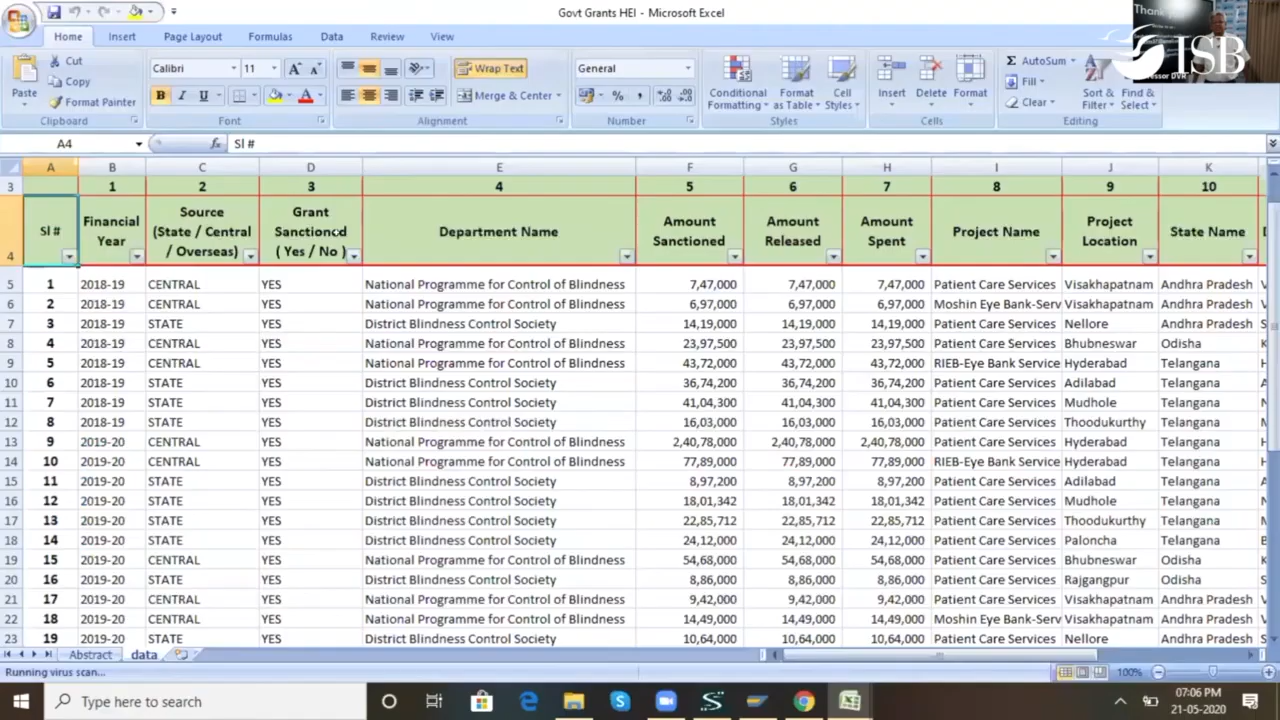 Govt Grants HEI - Microsoft Excel
Thank
ISB
essor DVR
Home Insert Page Layout Formulas Data Review View
Paste Cut Copy Format Painter Clipboard
Calibri 11 B I U Font
Wrap Text Merge & Center Alignment
General % , Number
Conditional Formatting Format as Table Cell Styles Styles
Insert Delete Format Cells
Σ AutoSum Fill Clear Sort & Filter Find & Select Editing
A4 fx Sl #
A B C D E F G H I J K
3 1 2 3 4 5 6 7 8 9 10
4 Sl # Financial Year Source (State / Central / Overseas) Grant Sanctioned ( Yes / No ) Department Name Amount Sanctioned Amount Released Amount Spent Project Name Project Location State Name
5 1 2018-19 CENTRAL YES National Programme for Control of Blindness 7,47,000 7,47,000 7,47,000 Patient Care Services Visakhapatnam Andhra Pradesh
6 2 2018-19 CENTRAL YES National Programme for Control of Blindness 6,97,000 6,97,000 6,97,000 Moshin Eye Bank-Serv Visakhapatnam Andhra Pradesh
7 3 2018-19 STATE YES District Blindness Control Society 14,19,000 14,19,000 14,19,000 Patient Care Services Nellore Andhra Pradesh
8 4 2018-19 CENTRAL YES National Programme for Control of Blindness 23,97,500 23,97,500 23,97,500 Patient Care Services Bhubneswar Odisha
9 5 2018-19 CENTRAL YES National Programme for Control of Blindness 43,72,000 43,72,000 43,72,000 RIEB-Eye Bank Service Hyderabad Telangana
10 6 2018-19 STATE YES District Blindness Control Society 36,74,200 36,74,200 36,74,200 Patient Care Services Adilabad Telangana
11 7 2018-19 STATE YES District Blindness Control Society 41,04,300 41,04,300 41,04,300 Patient Care Services Mudhole Telangana
12 8 2018-19 STATE YES District Blindness Control Society 16,03,000 16,03,000 16,03,000 Patient Care Services Thoodukurthy Telangana
13 9 2019-20 CENTRAL YES National Programme for Control of Blindness 2,40,78,000 2,40,78,000 2,40,78,000 Patient Care Services Hyderabad Telangana
14 10 2019-20 CENTRAL YES National Programme for Control of Blindness 77,89,000 77,89,000 77,89,000 RIEB-Eye Bank Service Hyderabad Telangana
15 11 2019-20 STATE YES District Blindness Control Society 8,97,200 8,97,200 8,97,200 Patient Care Services Adilabad Telangana
16 12 2019-20 STATE YES District Blindness Control Society 18,01,342 18,01,342 18,01,342 Patient Care Services Mudhole Telangana
17 13 2019-20 STATE YES District Blindness Control Society 22,85,712 22,85,712 22,85,712 Patient Care Services Thoodukurthy Telangana
18 14 2019-20 STATE YES District Blindness Control Society 24,12,000 24,12,000 24,12,000 Patient Care Services Paloncha Telangana
19 15 2019-20 CENTRAL YES National Programme for Control of Blindness 54,68,000 54,68,000 54,68,000 Patient Care Services Bhubneswar Odisha
20 16 2019-20 STATE YES District Blindness Control Society 8,86,000 8,86,000 8,86,000 Patient Care Services Rajgangpur Odisha
21 17 2019-20 CENTRAL YES National Programme for Control of Blindness 9,42,000 9,42,000 9,42,000 Patient Care Services Visakhapatnam Andhra Pradesh
22 18 2019-20 CENTRAL YES National Programme for Control of Blindness 14,49,000 14,49,000 14,49,000 Moshin Eye Bank-Serv Visakhapatnam Andhra Pradesh
23 19 2019-20 STATE YES District Blindness Control Society 10,64,000 10,64,000 10,64,000 Patient Care Services Nellore Andhra Pradesh
Abstract data
Running virus scan... 100%
Type here to search
07:06 PM
21-05-2020